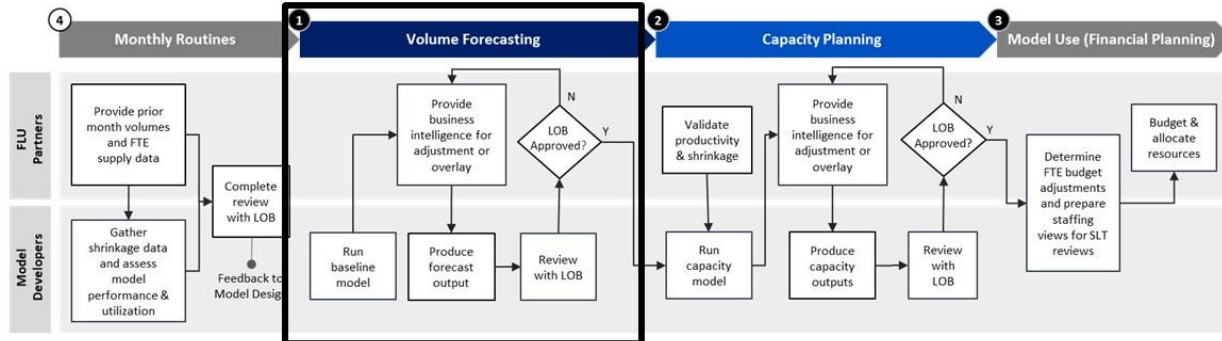 4
Monthly Routines
1
Volume Forecasting
2
Capacity Planning
3
Model Use (Financial Planning)
FLU
Partners
Provide prior
month volumes
and FTE
supply data
Complete
review
with LOB
Provide
business
intelligence for
adjustment or
overlay
N
LOB
Approved?
Y
Validate
productivity
& shrinkage
Provide
business
intelligence for
adjustment or
overlay
N
LOB
Approved?
Y
Budget &
allocate
resources
Determine
FTE budget
adjustments
and prepare
staffing
views for SLT
reviews
Model
Developers
Gather
shrinkage data
and assess
model
performance &
utilization
Feedback to
Model Design
Run
baseline
model
Produce
forecast
output
Review
with LOB
Run
capacity
model
Produce
capacity
outputs
Review
with
LOB